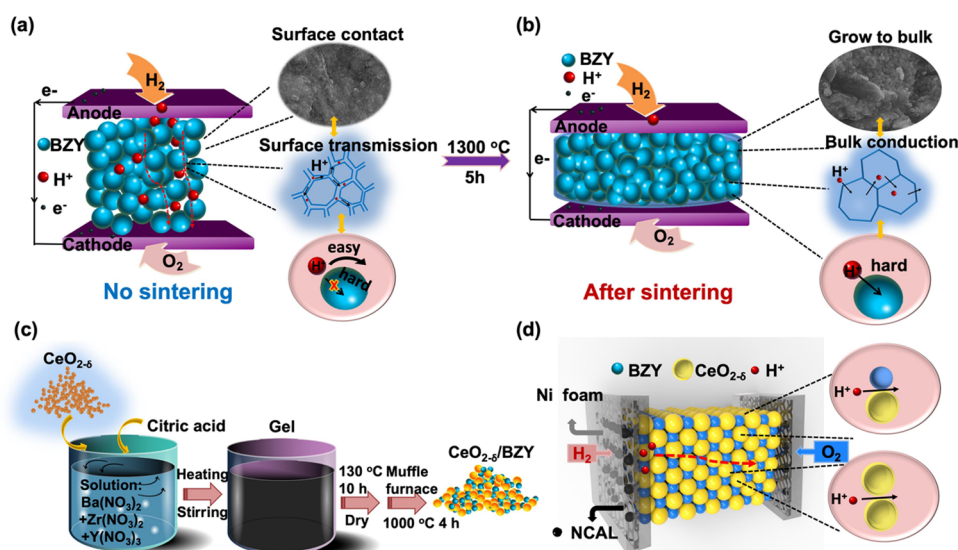 (a)
Surface contact
H₂
e-
Anode
BZY
H⁺
e⁻
Surface transmission
H⁺
Cathode
O₂
easy
H
hard
X
No sintering
1300 °C
5h
(b)
BZY
H⁺
e⁻
Grow to bulk
H₂
Anode
e-
Bulk conduction
H⁺
Cathode
O₂
H⁺
hard
After sintering
(c)
CeO₂₋δ
Citric acid
Solution:
Ba(NO₃)₂
+Zr(NO₃)₂
+Y(NO₃)₃
Heating
Stirring
Gel
130 °C
10 h
Dry
Muffle
furnace
1000 °C 4 h
CeO₂₋δ/BZY
(d)
BZY
CeO₂₋δ
H⁺
Ni foam
H₂
O₂
NCAL
H⁺
H⁺